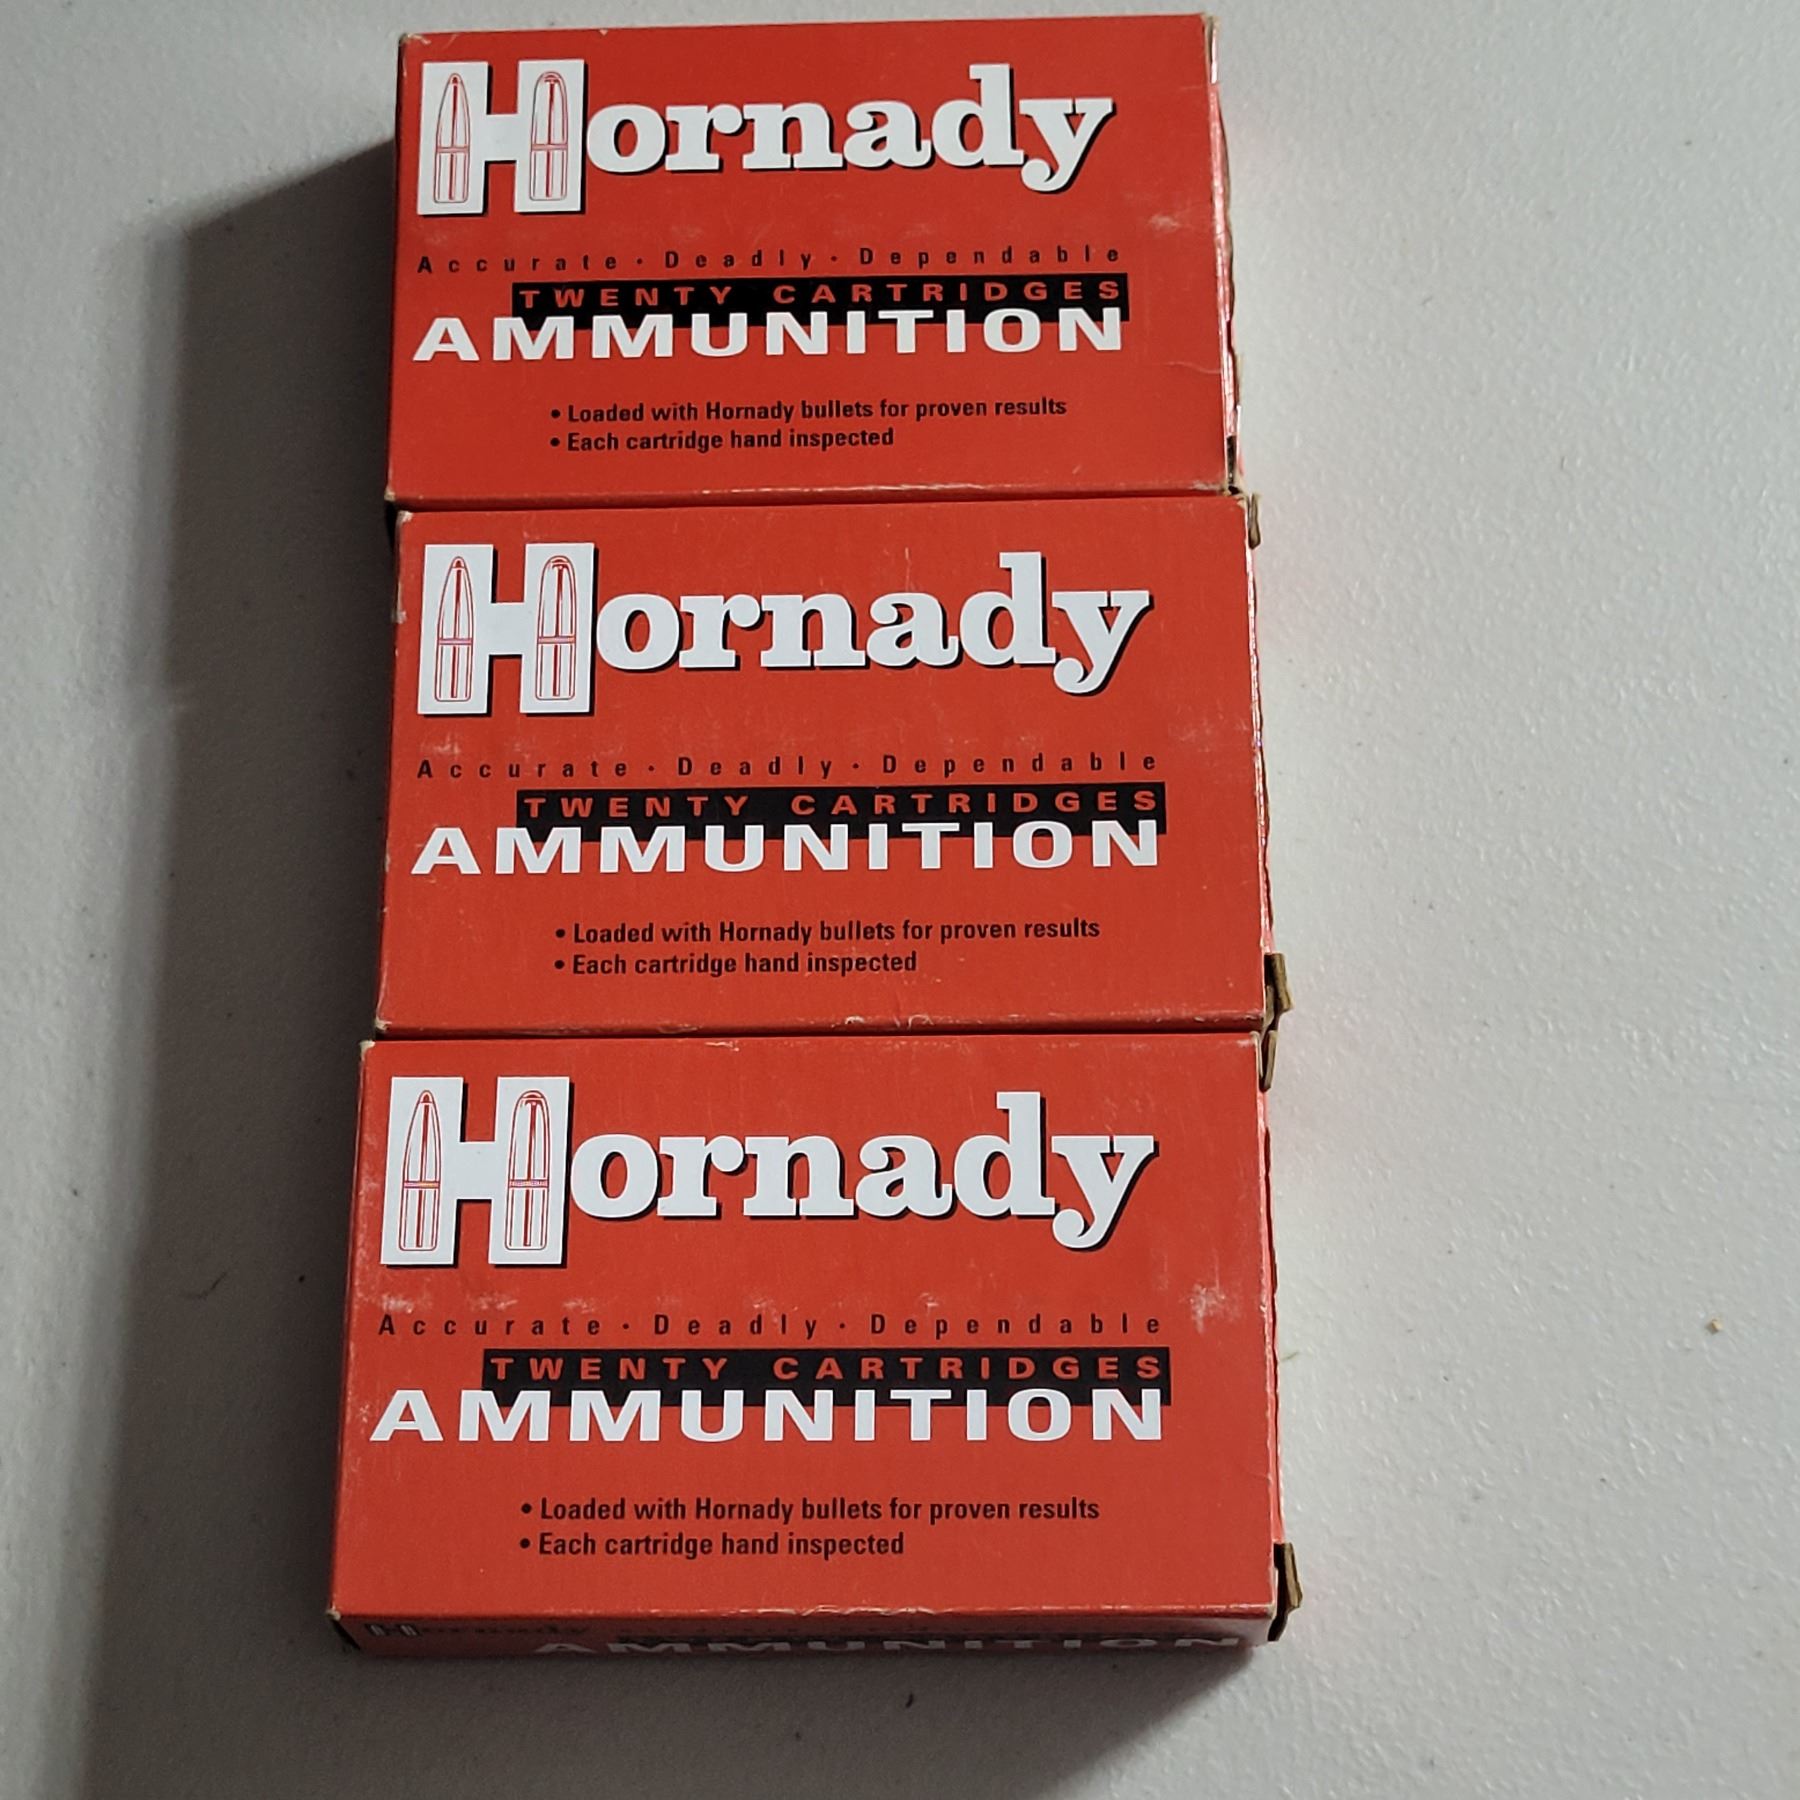 Hornady
Accurate · Deadly · Dependable
TWENTY CARTRIDGES
AMMUNITION
• Loaded with Hornady bullets for proven results
• Each cartridge hand inspected
Hornady
Accurate · Deadly · Dependable
TWENTY CARTRIDGES
AMMUNITION
• Loaded with Hornady bullets for proven results
• Each cartridge hand inspected
Hornady
Accurate · Deadly · Dependable
TWENTY CARTRIDGES
AMMUNITION
• Loaded with Hornady bullets for proven results
• Each cartridge hand inspected
Hornady
AMMUNITION